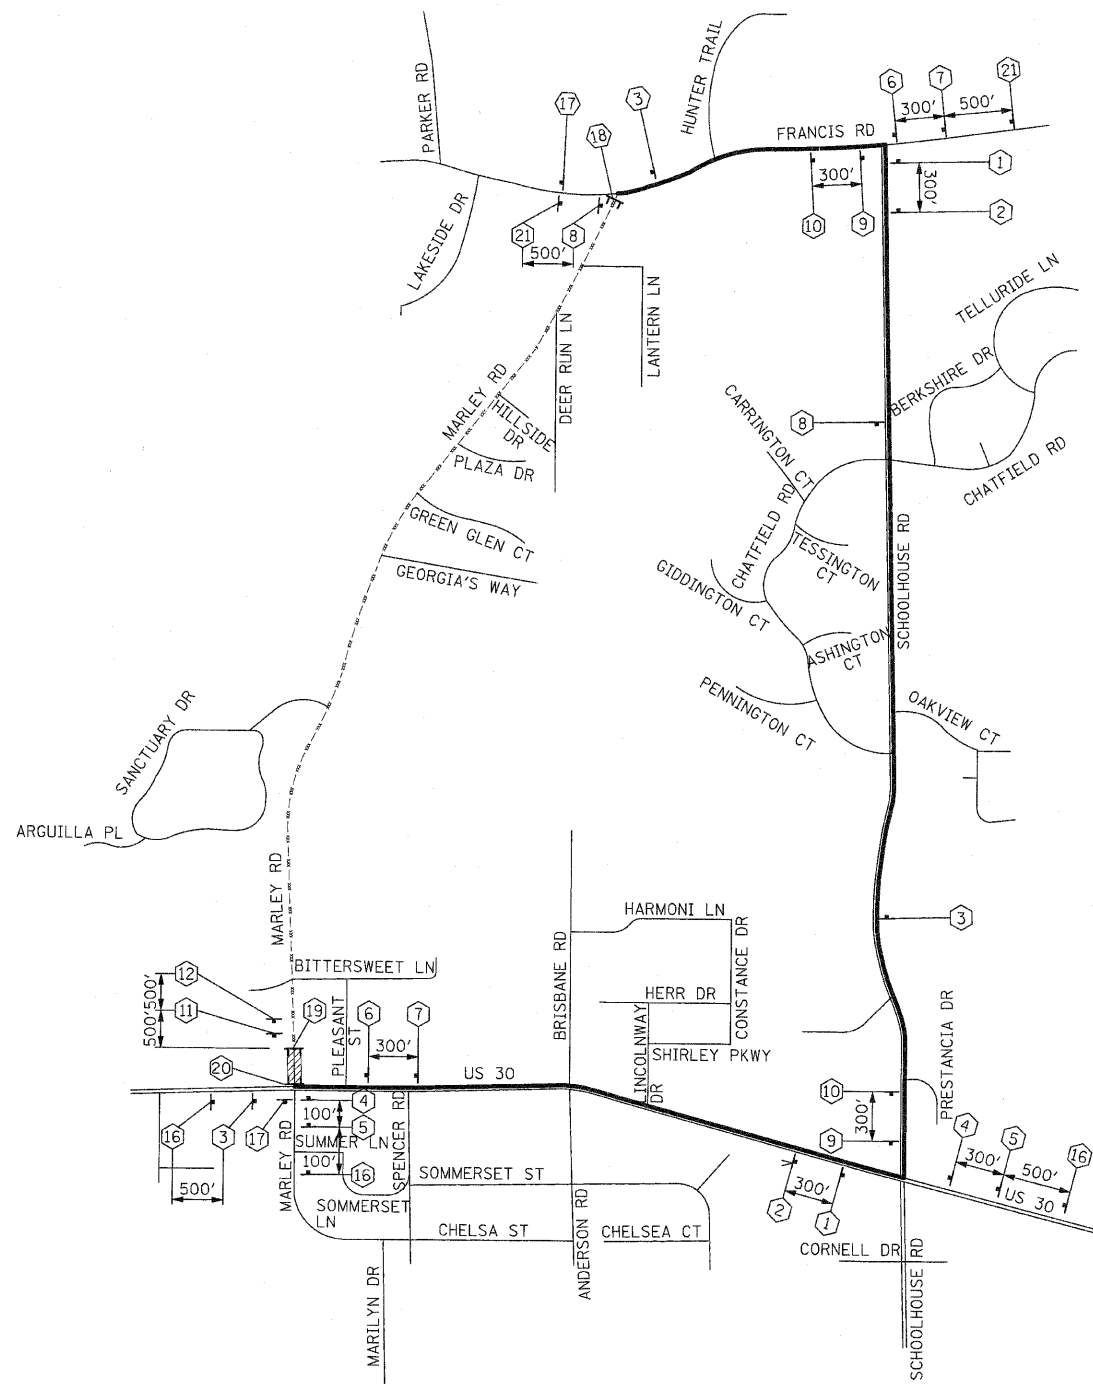 PARKER RD
HUNTER TRAIL
FRANCIS RD
17
3
18
6
7
21
300'
500'
1
300'
2
300'
10
9
21
8
500'
LAKESIDE DR
LANTERN LN
DEER RUN LN
MARLEY RD
HILLSIDE
DR
PLAZA DR
GREEN GLEN CT
GEORGIA'S WAY
TELLURIDE LN
BERKSHIRE DR
CHATFIELD RD
8
CARRINGTON CT
CHATFIELD RD
TESSINGTON
CT
GIDDINGTON CT
ASHINGTON
CT
PENNINGTON CT
SCHOOLHOUSE RD
OAKVIEW CT
SANCTUARY DR
ARGUILLA PL
MARLEY RD
HARMONI LN
CONSTANCE DR
BRISBANE RD
HERR DR
LINCOLNWAY
DR
SHIRLEY PKWY
3
PRESTANCIA DR
BITTERSWEET LN
12
11
500'
500'
19
20
PLEASANT
ST
6
7
300'
US 30
16
3
17
500'
4
100'
5
SUMMER LN
100'
16
MARLEY RD
SPENCER RD
SOMMERSET ST
SOMMERSET
LN
CHELSA ST
CHELSEA CT
MARILYN DR
ANDERSON RD
10
300'
9
2
300'
1
4
300'
5
500'
16
US 30
CORNELL DR
SCHOOLHOUSE RD